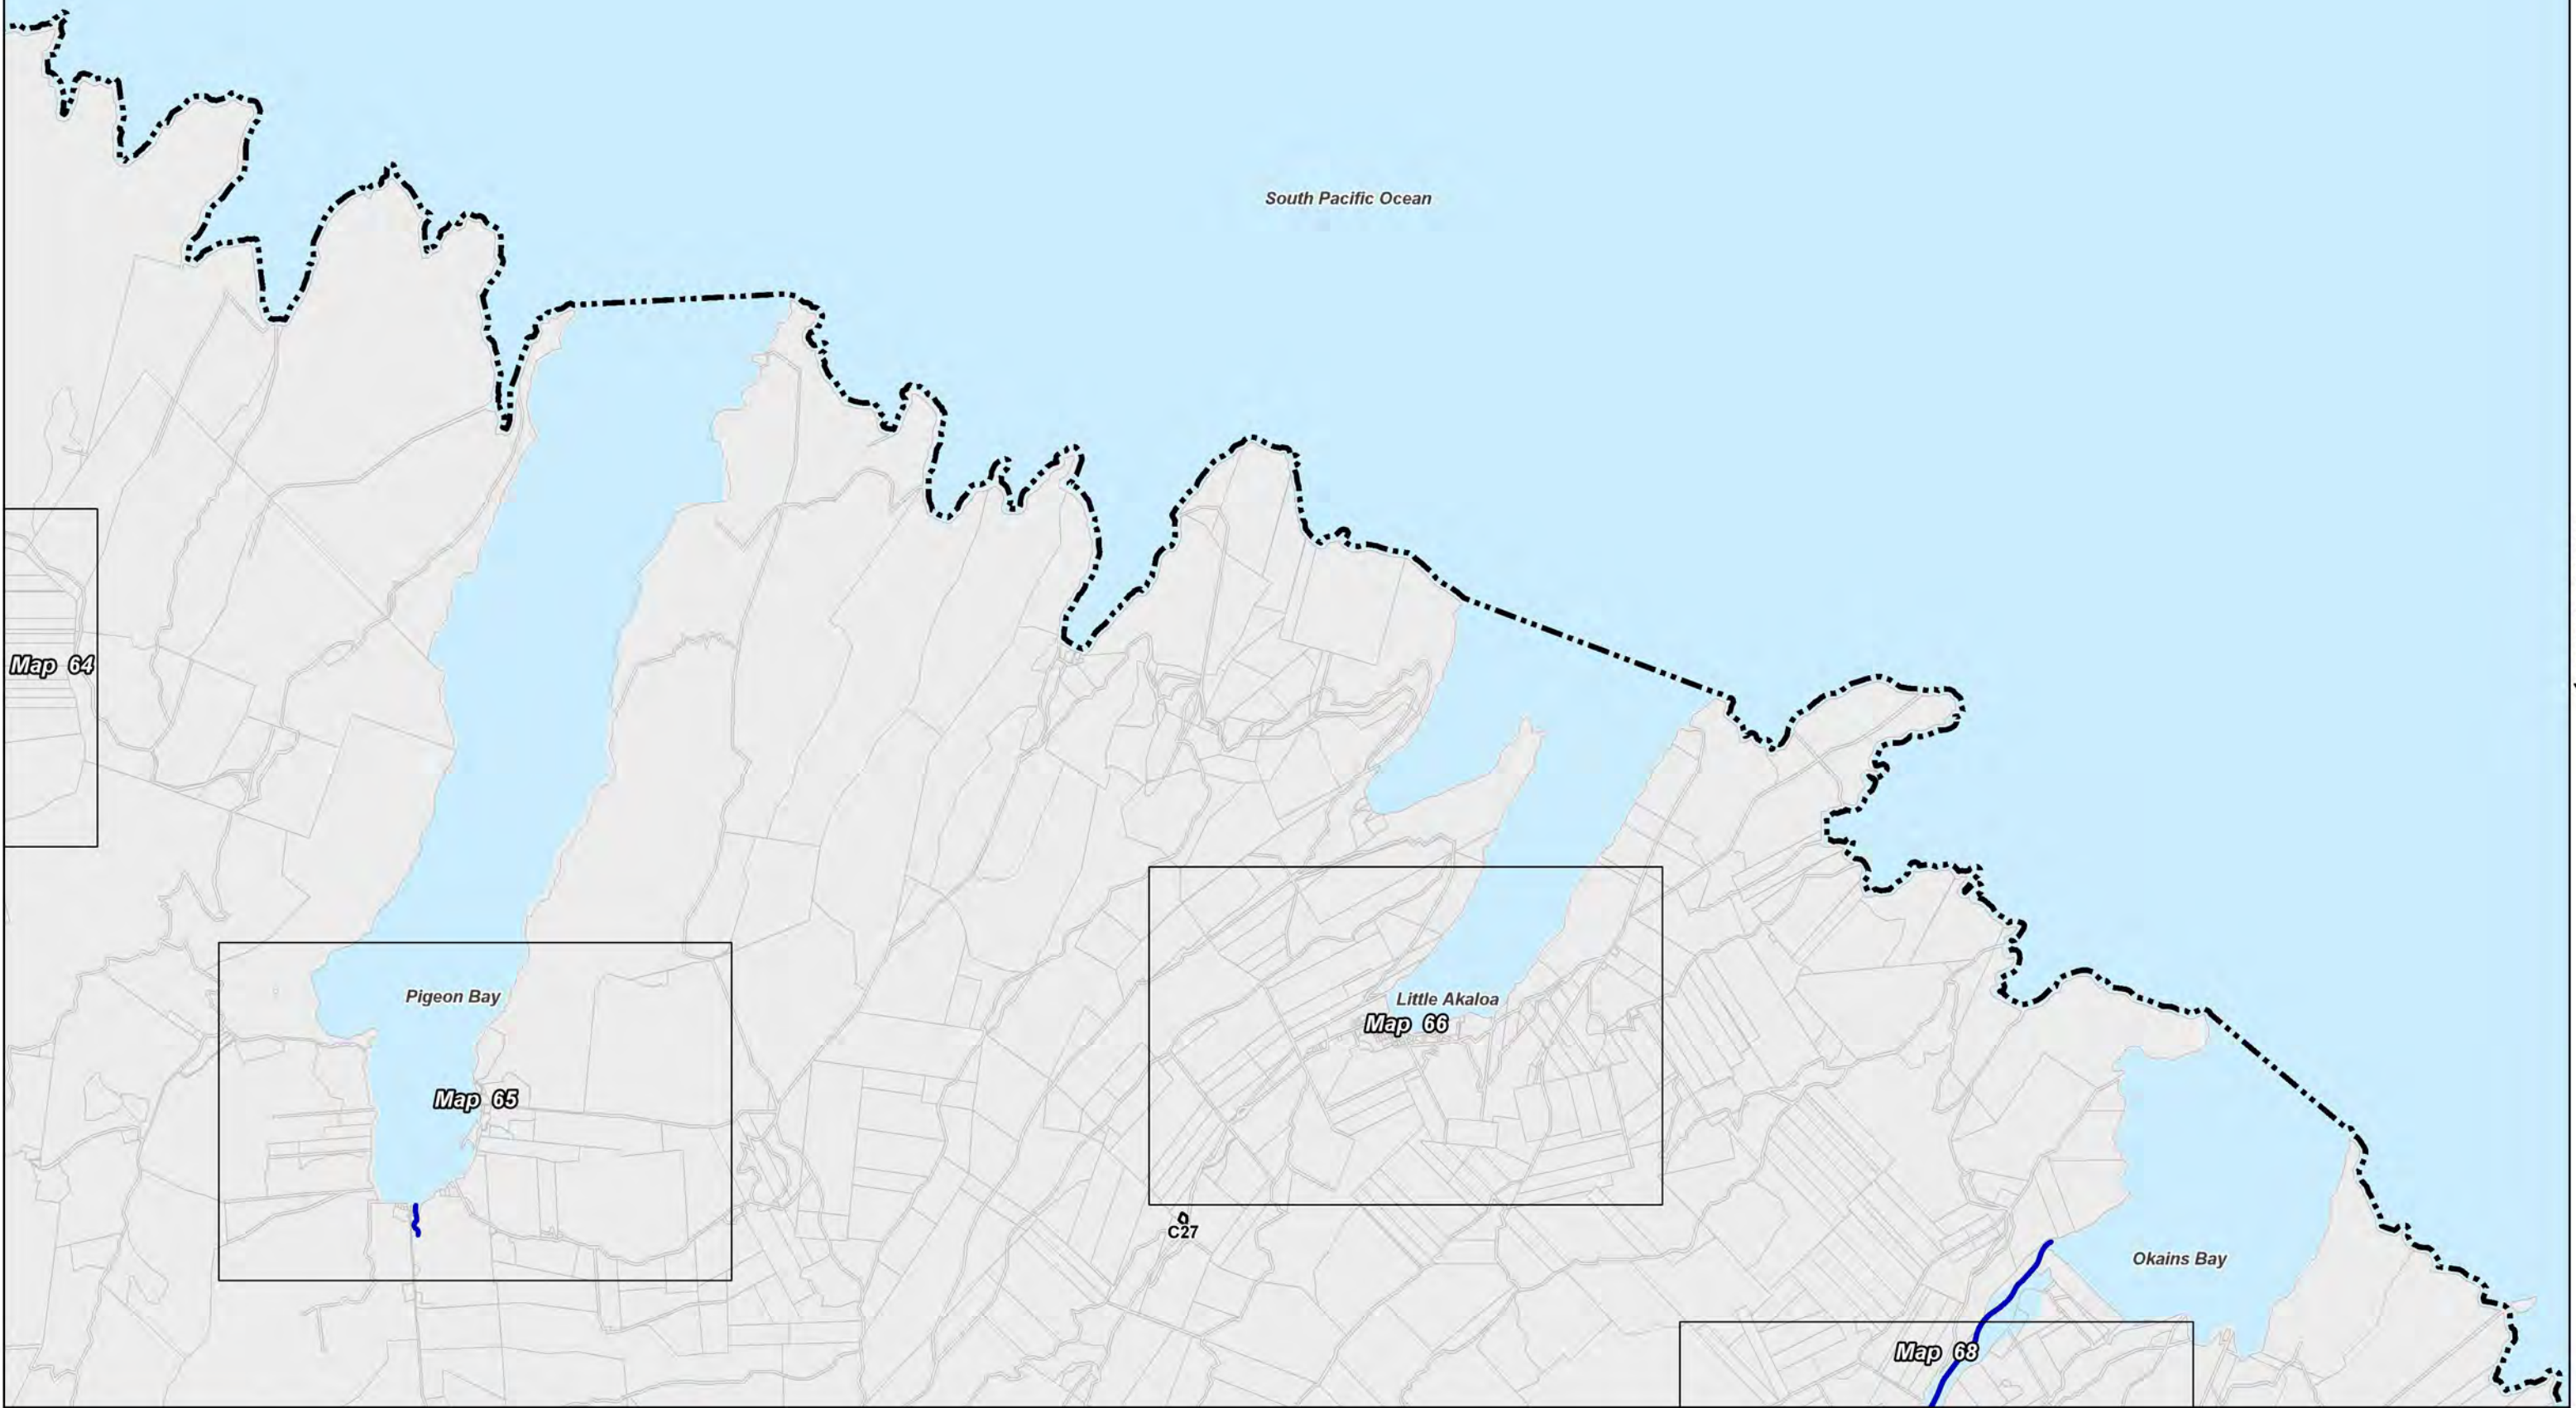 South Pacific Ocean
Map 64
Pigeon Bay
Little Akaloa
Map 66
Map 65
C27
Okains Bay
Map 68